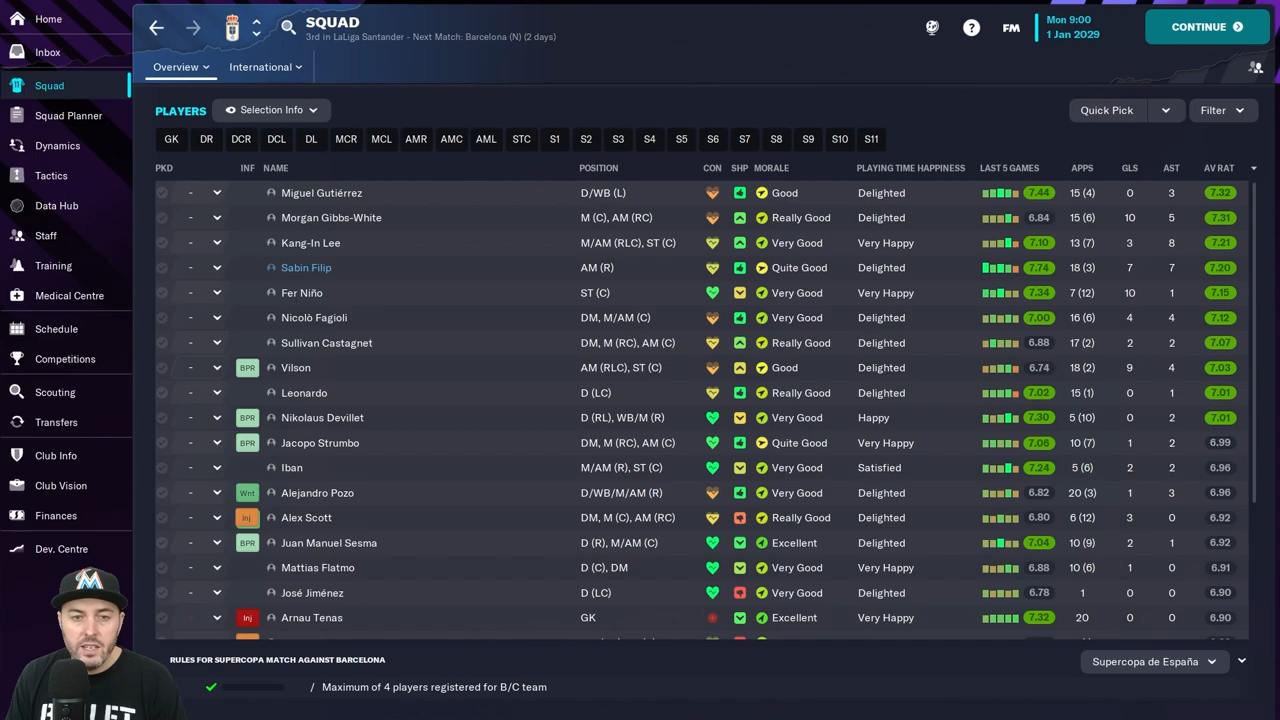 Home
Inbox
Squad
Squad Planner
Dynamics
Tactics
Data Hub
Staff
Training
Medical Centre
Schedule
Competitions
Scouting
Transfers
Club Info
Club Vision
Finances
Dev. Centre
SQUAD
3rd in LaLiga Santander - Next Match: Barcelona (N) (2 days)
? FM Mon 9:00
1 Jan 2029
CONTINUE
Overview International
PLAYERS Selection Info Quick Pick Filter
GK DR DCR DCL DL MCR MCL AMR AMC AML STC S1 S2 S3 S4 S5 S6 S7 S8 S9 S10 S11
PKD INF NAME POSITION CON SHP MORALE PLAYING TIME HAPPINESS LAST 5 GAMES APPS GLS AST AV RAT
- Miguel Gutiérrez D/WB (L) Good Delighted 7.44 15 (4) 0 3 7.32
- Morgan Gibbs-White M (C), AM (RC) Really Good Delighted 6.84 15 (6) 10 5 7.31
- Kang-In Lee M/AM (RLC), ST (C) Very Good Very Happy 7.10 13 (7) 3 8 7.21
- Sabin Filip AM (R) Quite Good Delighted 7.74 18 (3) 7 7 7.20
- Fer Niño ST (C) Very Good Very Happy 7.34 7 (12) 10 1 7.15
- Nicolò Fagioli DM, M/AM (C) Very Good Delighted 7.00 16 (6) 4 4 7.12
- Sullivan Castagnet DM, M (RC), AM (C) Really Good Delighted 6.88 17 (2) 2 2 7.07
- BPR Vilson AM (RLC), ST (C) Good Delighted 6.74 18 (2) 9 4 7.03
- Leonardo D (LC) Really Good Delighted 7.02 15 (1) 0 1 7.01
- BPR Nikolaus Devillet D (RL), WB/M (R) Very Good Happy 7.30 5 (10) 0 2 7.01
- BPR Jacopo Strumbo DM, M (RC), AM (C) Quite Good Very Happy 7.06 10 (7) 1 2 6.99
- Iban M/AM (R), ST (C) Very Good Satisfied 7.24 5 (6) 2 2 6.96
- Wnt Alejandro Pozo D/WB/M/AM (R) Very Good Delighted 6.82 20 (3) 1 3 6.96
- Inj Alex Scott DM, M (C), AM (RC) Really Good Delighted 6.80 6 (12) 3 0 6.92
- BPR Juan Manuel Sesma D (R), M/AM (C) Excellent Delighted 7.04 10 (9) 2 1 6.92
- Mattias Flatmo D (C), DM Very Good Very Happy 6.88 10 (6) 1 0 6.91
- José Jiménez D (LC) Very Good Delighted 6.78 1 0 0 6.90
- Inj Arnau Tenas GK Excellent Very Happy 7.32 20 0 0 6.90
RULES FOR SUPERCOPA MATCH AGAINST BARCELONA Supercopa de España
/ Maximum of 4 players registered for B/C team